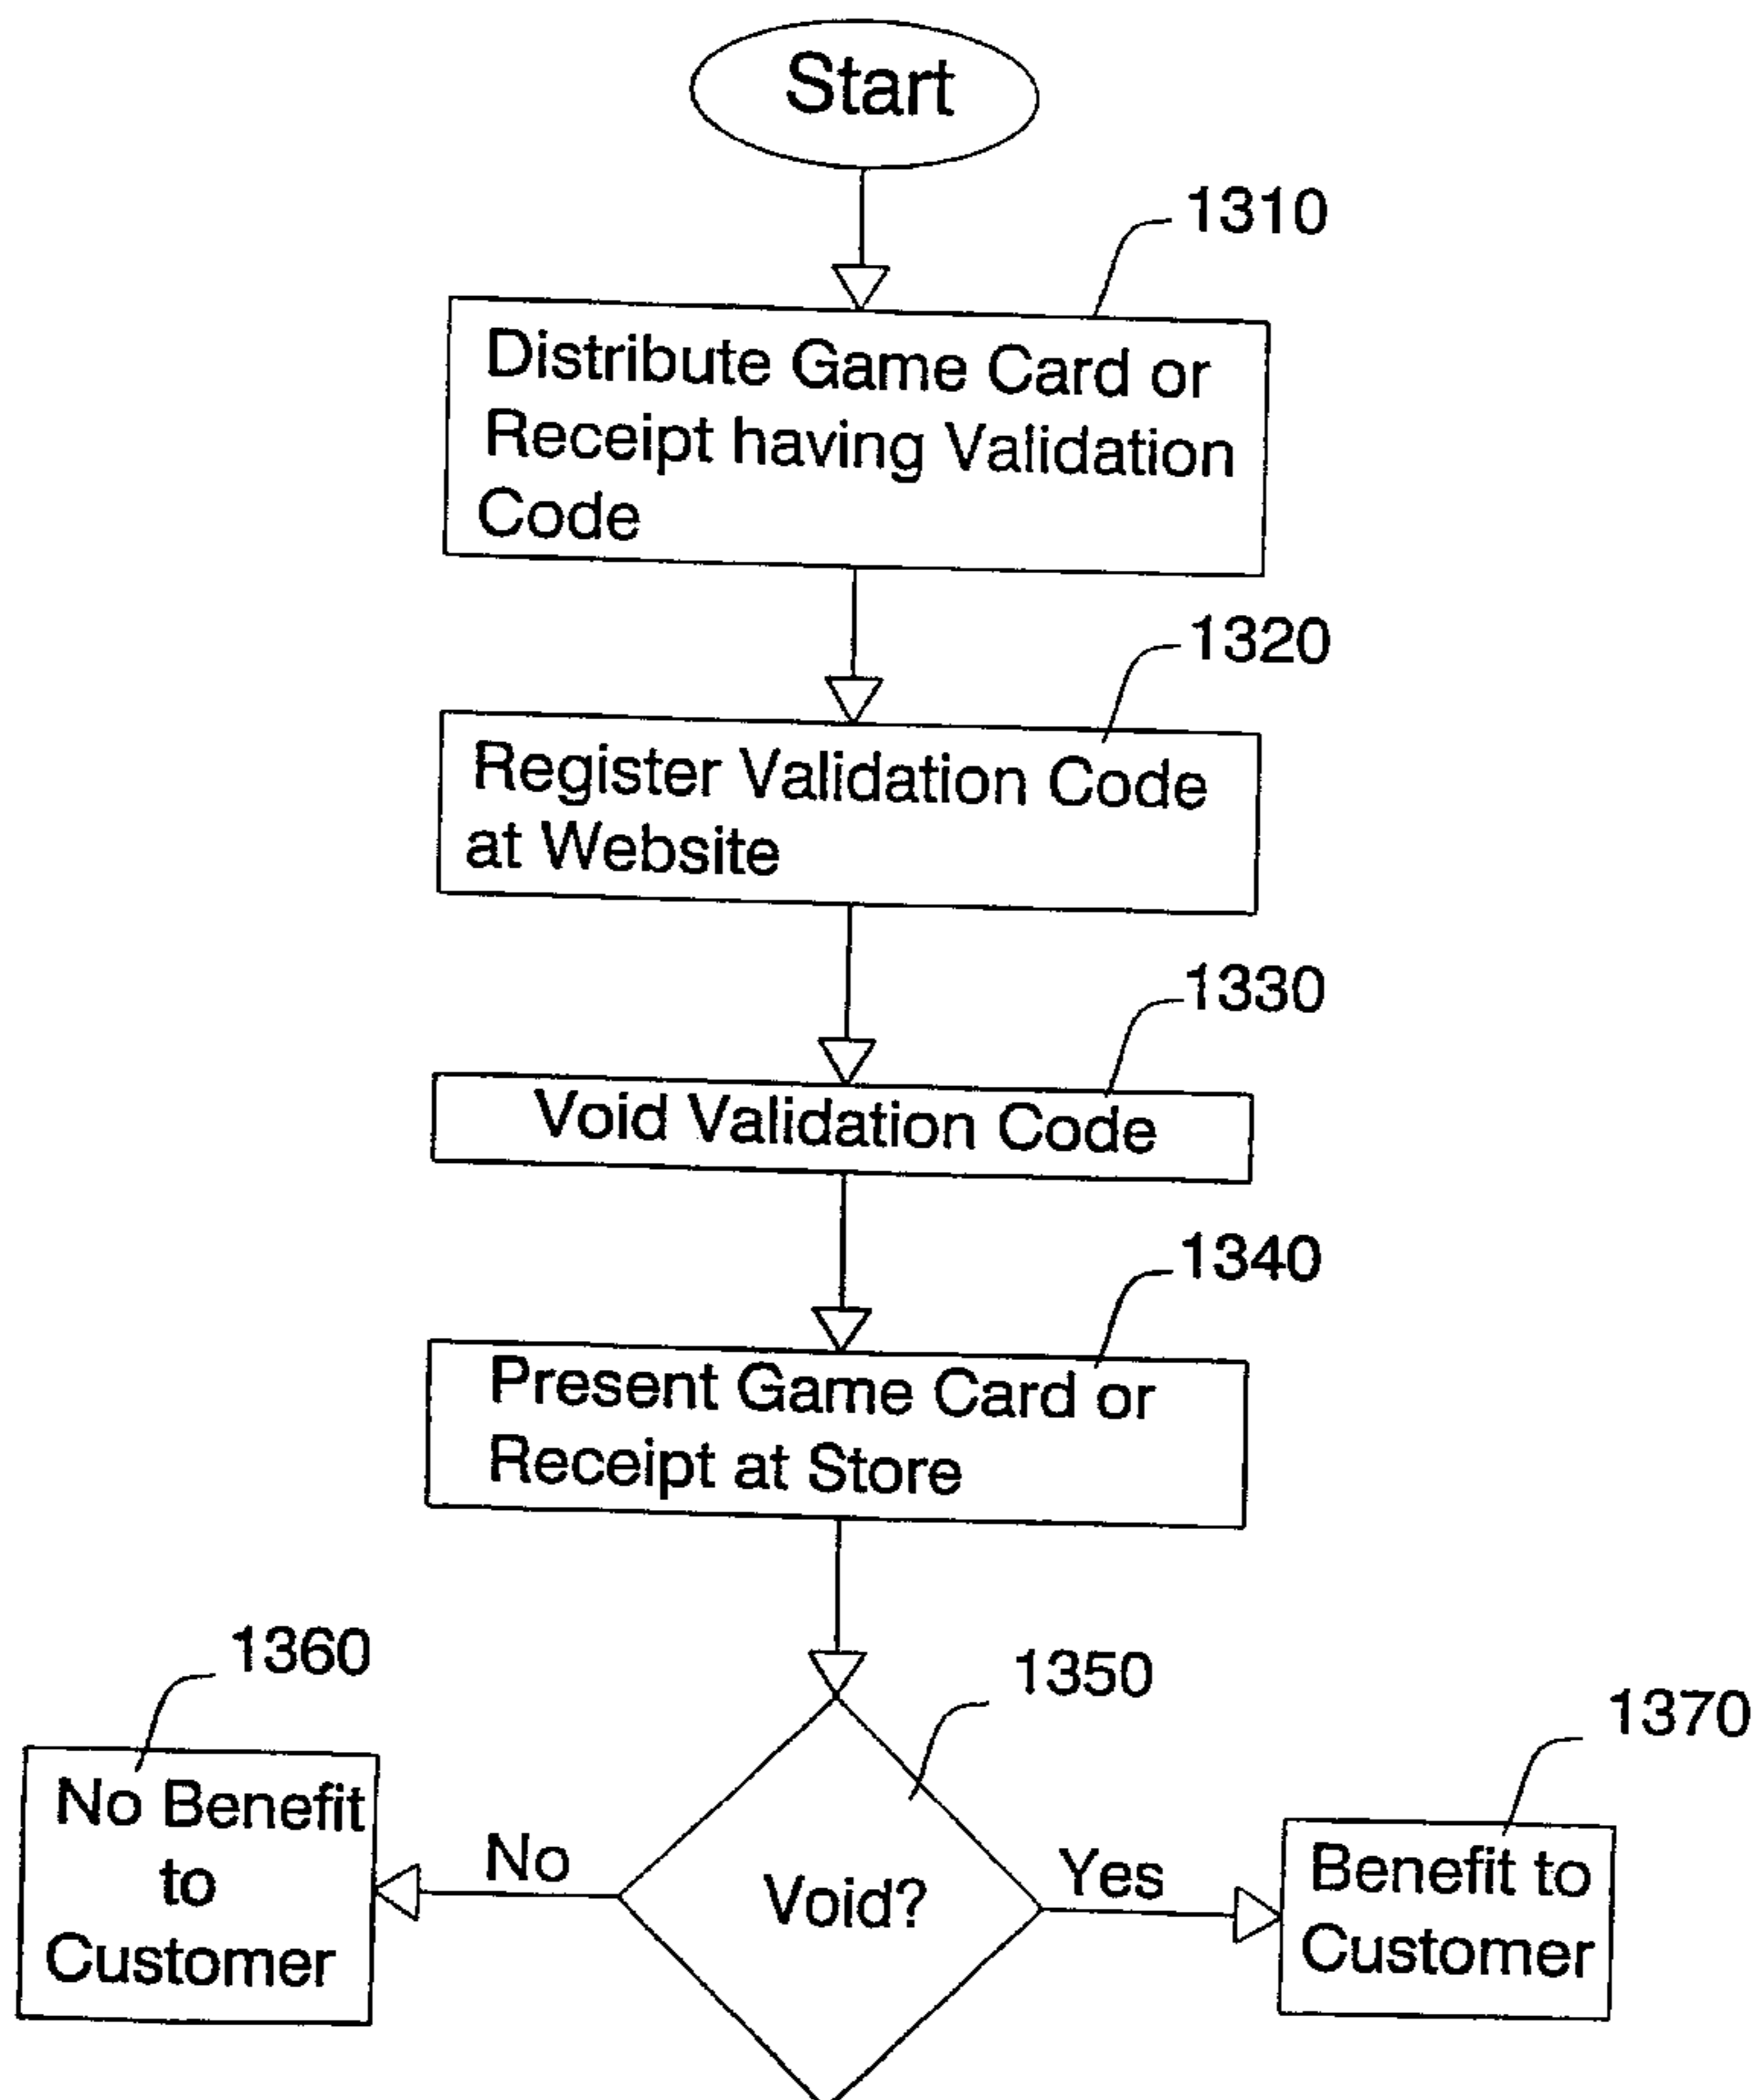 Start
1310
Distribute Game Card or
Receipt having Validation
Code
1320
Register Validation Code
at Website
1330
Void Validation Code
1340
Present Game Card or
Receipt at Store
1360
1350
1370
No Benefit
to
Customer
No
Void?
Yes
Benefit to
Customer